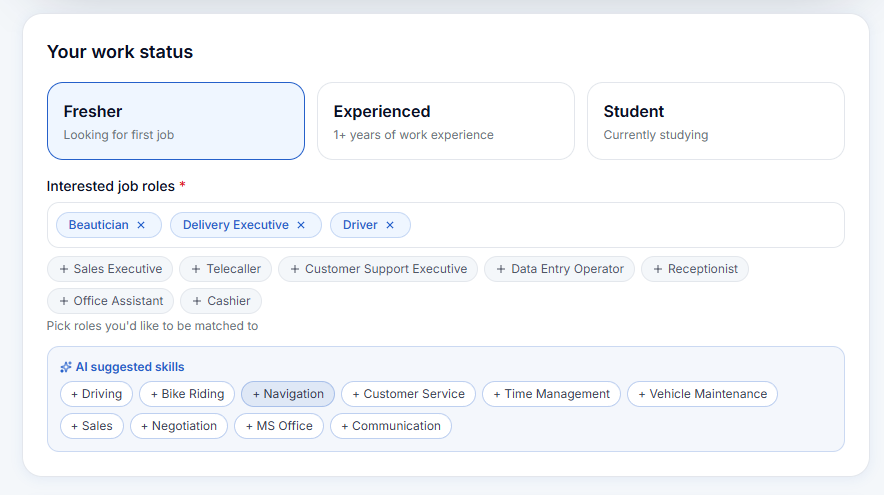 Your work status
Fresher
Looking for first job
Experienced
1+ years of work experience
Student
Currently studying
Interested job roles *
Beautician × Delivery Executive × Driver ×
+ Sales Executive + Telecaller + Customer Support Executive + Data Entry Operator + Receptionist
+ Office Assistant + Cashier
Pick roles you'd like to be matched to
AI suggested skills
+ Driving + Bike Riding + Navigation + Customer Service + Time Management + Vehicle Maintenance
+ Sales + Negotiation + MS Office + Communication